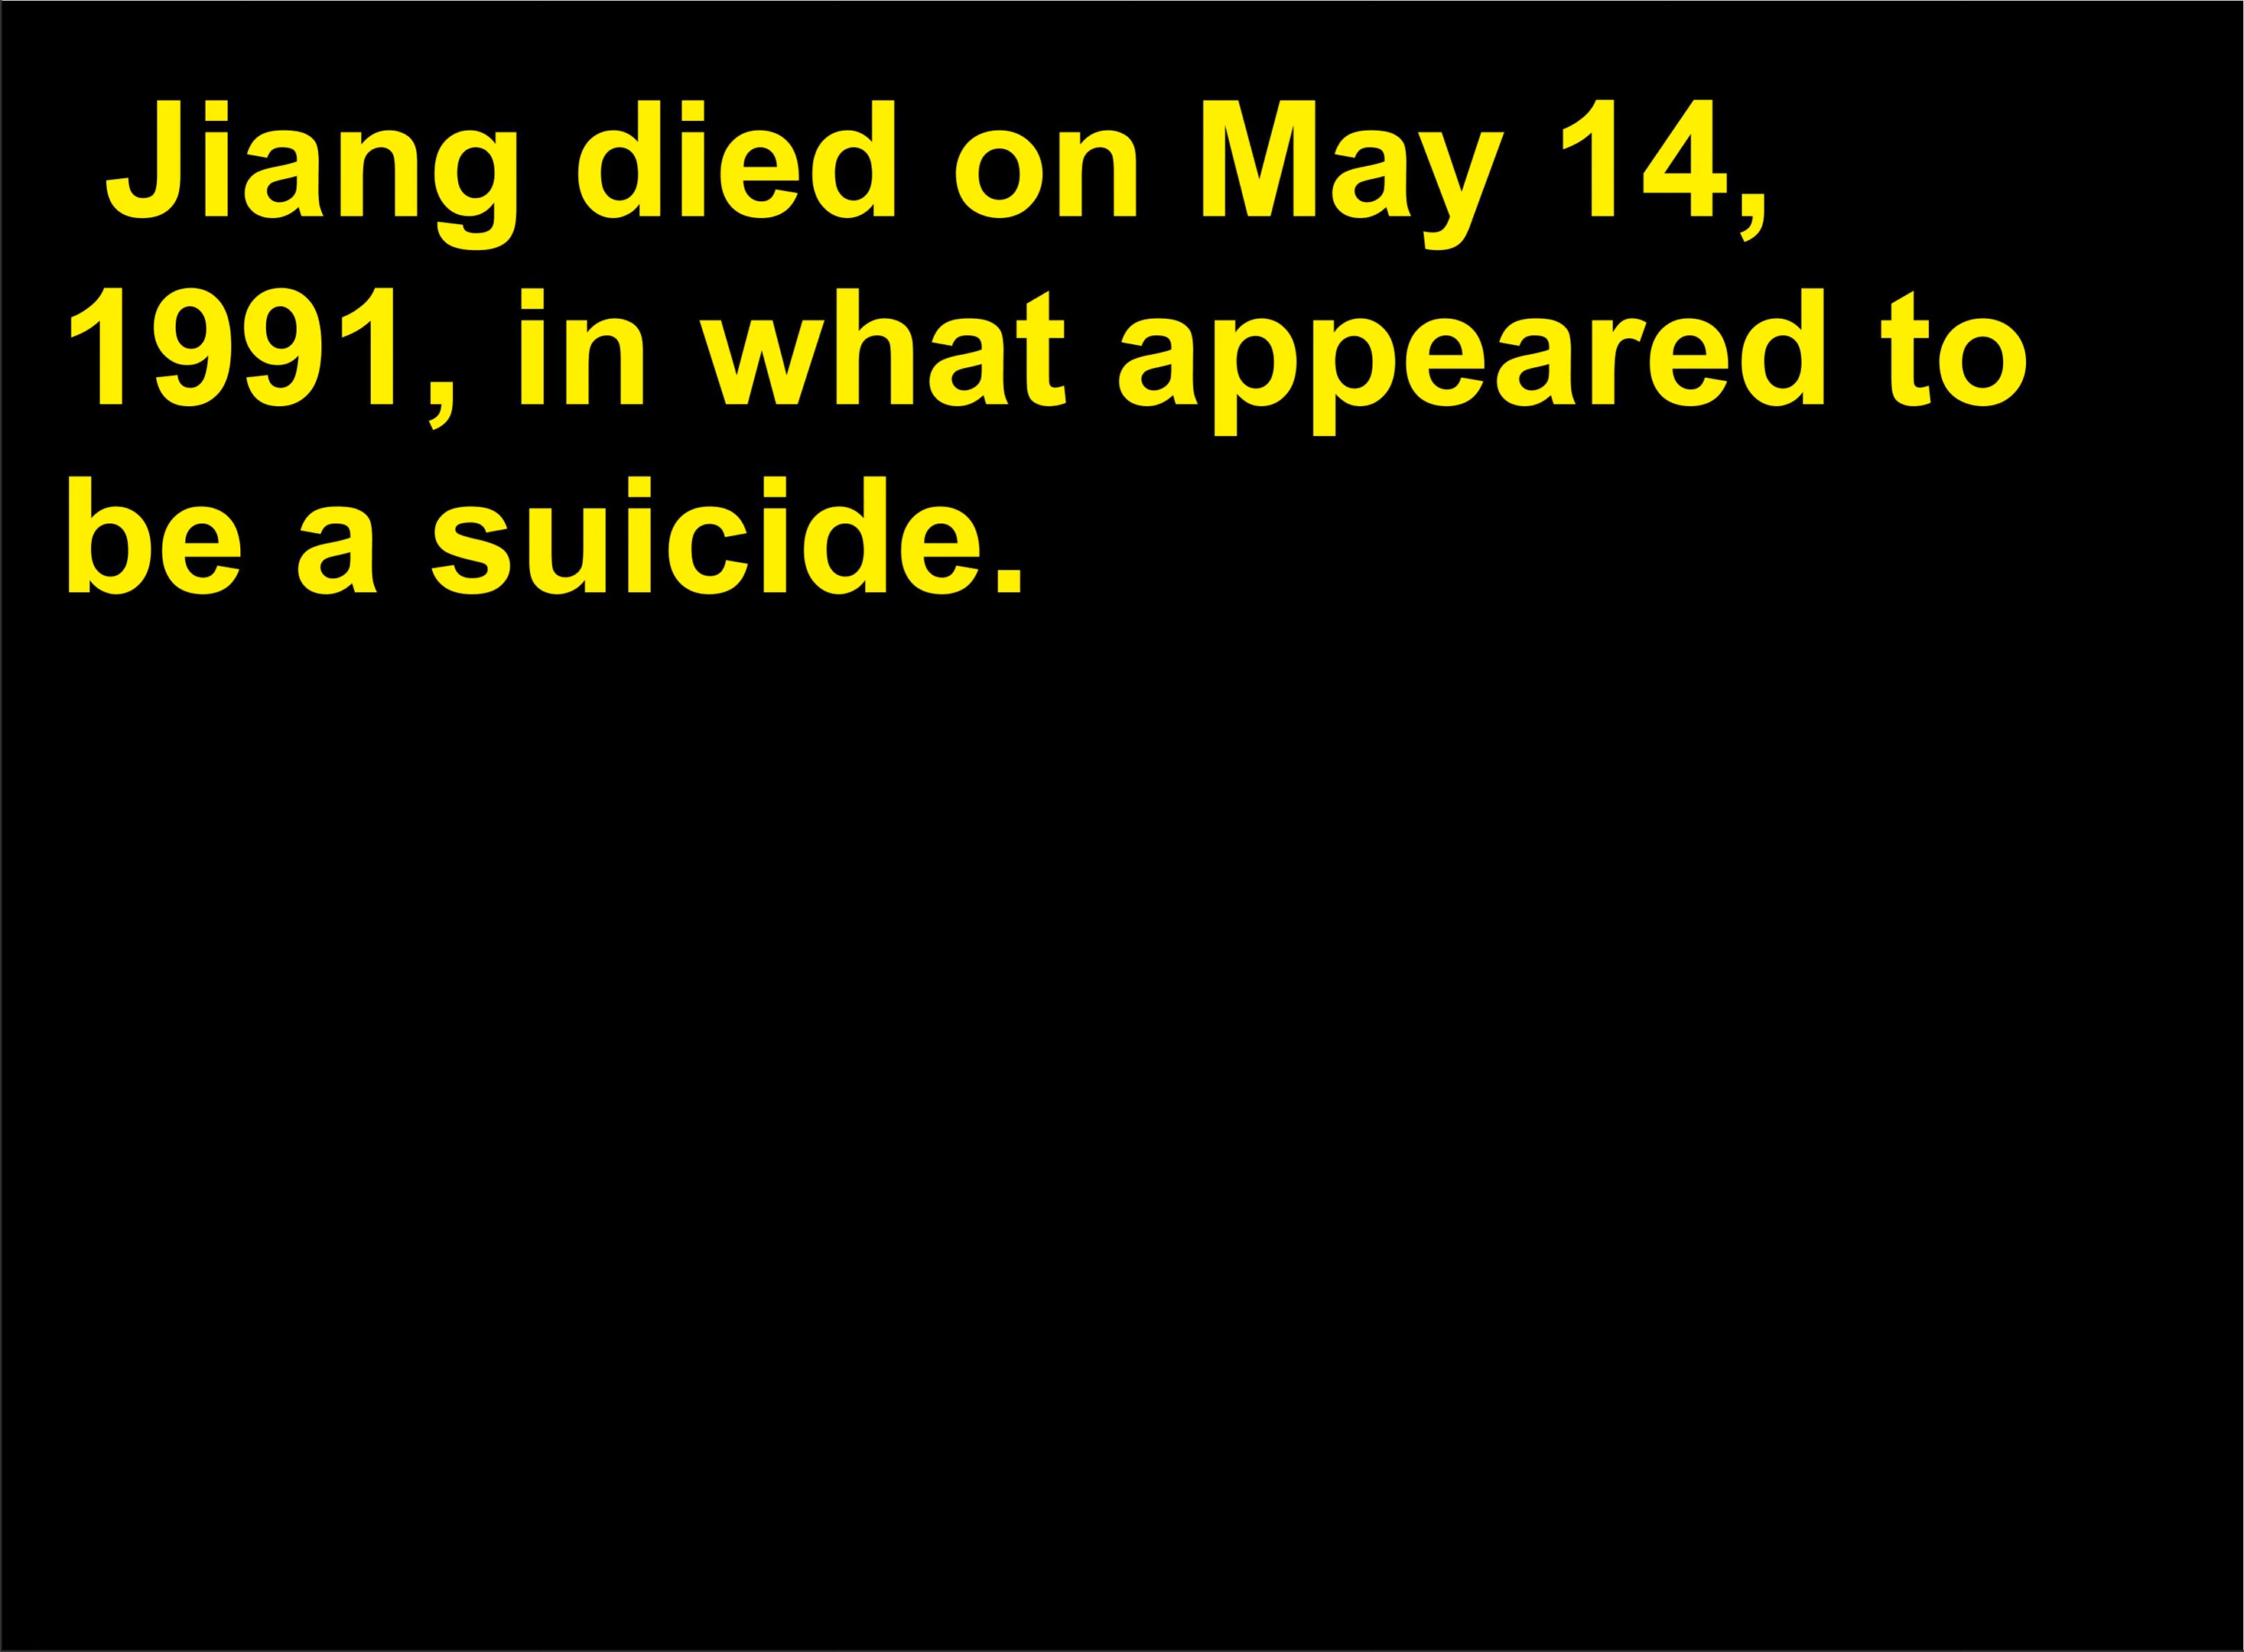 Jiang died on May 14,
1991, in what appeared to
be a suicide.